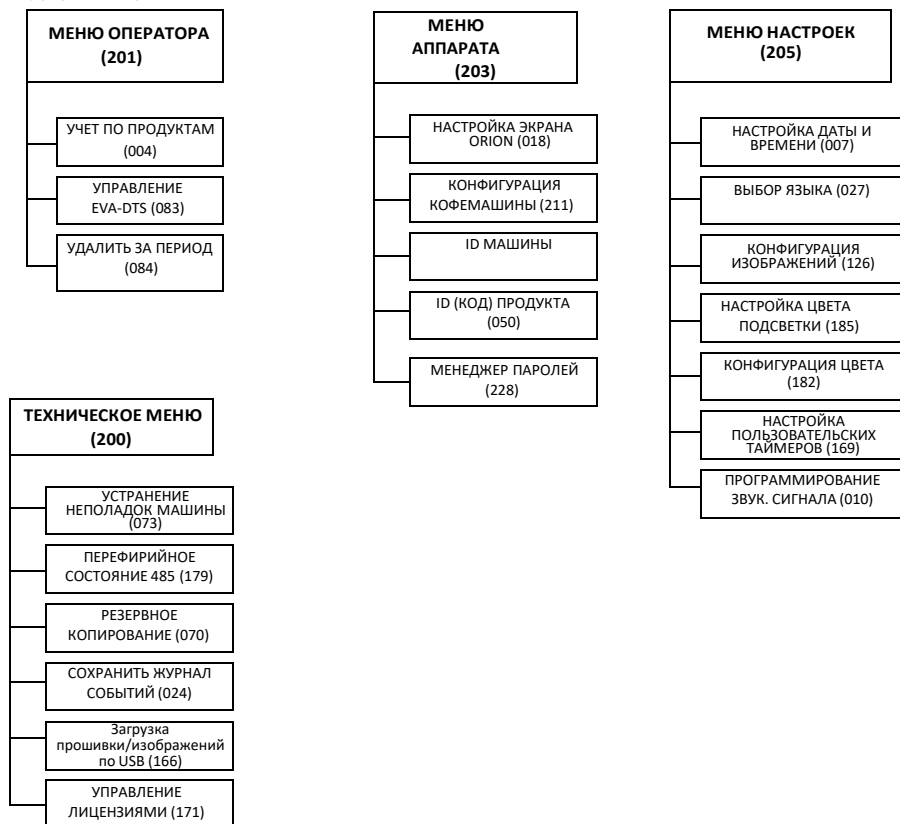 МЕНЮ ОПЕРАТОРА
(201)
УЧЕТ ПО ПРОДУКТАМ
(004)
УПРАВЛЕНИЕ
EVA-DTS (083)
УДАЛИТЬ ЗА ПЕРИОД
(084)
МЕНЮ
АППАРАТА
(203)
НАСТРОЙКА ЭКРАНА
ORION (018)
КОНФИГУРАЦИЯ
КОФЕМАШИНЫ (211)
ID МАШИНЫ
ID (КОД) ПРОДУКТА
(050)
МЕНЕДЖЕР ПАРОЛЕЙ
(228)
МЕНЮ НАСТРОЕК
(205)
НАСТРОЙКА ДАТЫ И
ВРЕМЕНИ (007)
ВЫБОР ЯЗЫКА (027)
КОНФИГУРАЦИЯ
ИЗОБРАЖЕНИЙ (126)
НАСТРОЙКА ЦВЕТА
ПОДСВЕТКИ (185)
КОНФИГУРАЦИЯ ЦВЕТА
(182)
НАСТРОЙКА
ПОЛЬЗОВАТЕЛЬСКИХ
ТАЙМЕРОВ (169)
ПРОГРАММИРОВАНИЕ
ЗВУК. СИГНАЛА (010)
ТЕХНИЧЕСКОЕ МЕНЮ
(200)
УСТРАНЕНИЕ
НЕПОЛАДОК МАШИНЫ
(073)
ПЕРЕФИРИЙНОЕ
СОСТОЯНИЕ 485 (179)
РЕЗЕРВНОЕ
КОПИРОВАНИЕ (070)
СОХРАНИТЬ ЖУРНАЛ
СОБЫТИЙ (024)
Загрузка
прошивки/изображений
по USB (166)
УПРАВЛЕНИЕ
ЛИЦЕНЗИЯМИ (171)